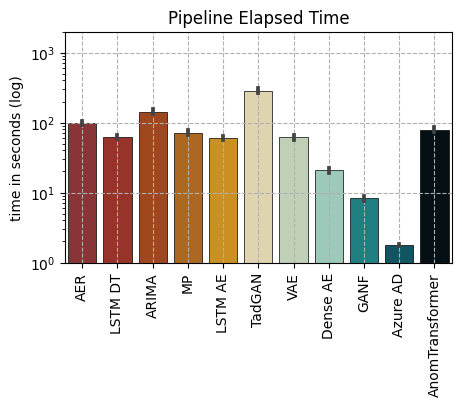 Pipeline Elapsed Time
time in seconds (log)
10³
10²
10¹
10⁰
AER
LSTM DT
ARIMA
MP
LSTM AE
TadGAN
VAE
Dense AE
GANF
Azure AD
AnomTransformer